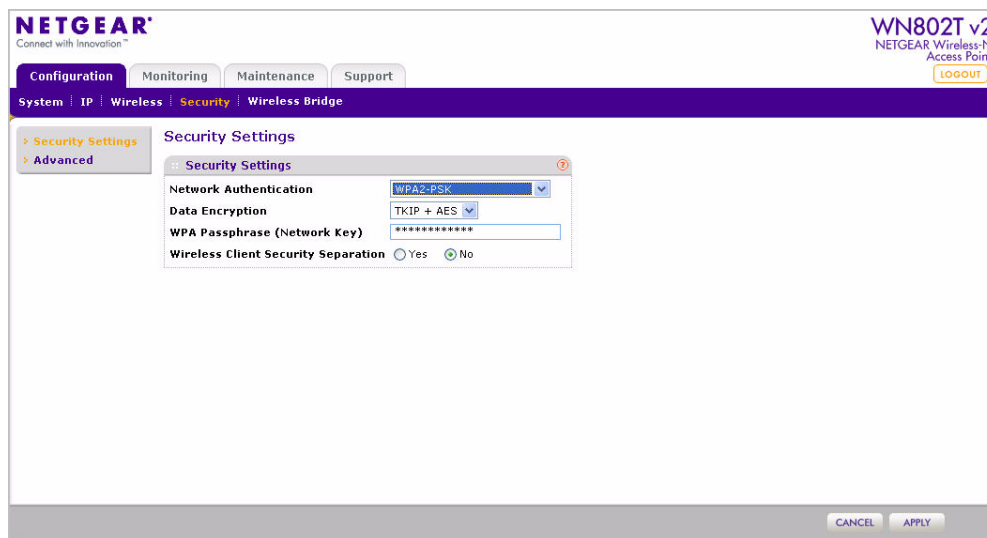 NETGEAR®
Connect with Innovation™
WN802T v2
NETGEAR Wireless-N
Access Poin
LOGOUT
Configuration Monitoring Maintenance Support
System IP Wireless Security Wireless Bridge
Security Settings
Advanced
Security Settings
Security Settings ?
Network Authentication WPA2-PSK
Data Encryption TKIP + AES
WPA Passphrase (Network Key) ************
Wireless Client Security Separation Yes No
CANCEL APPLY